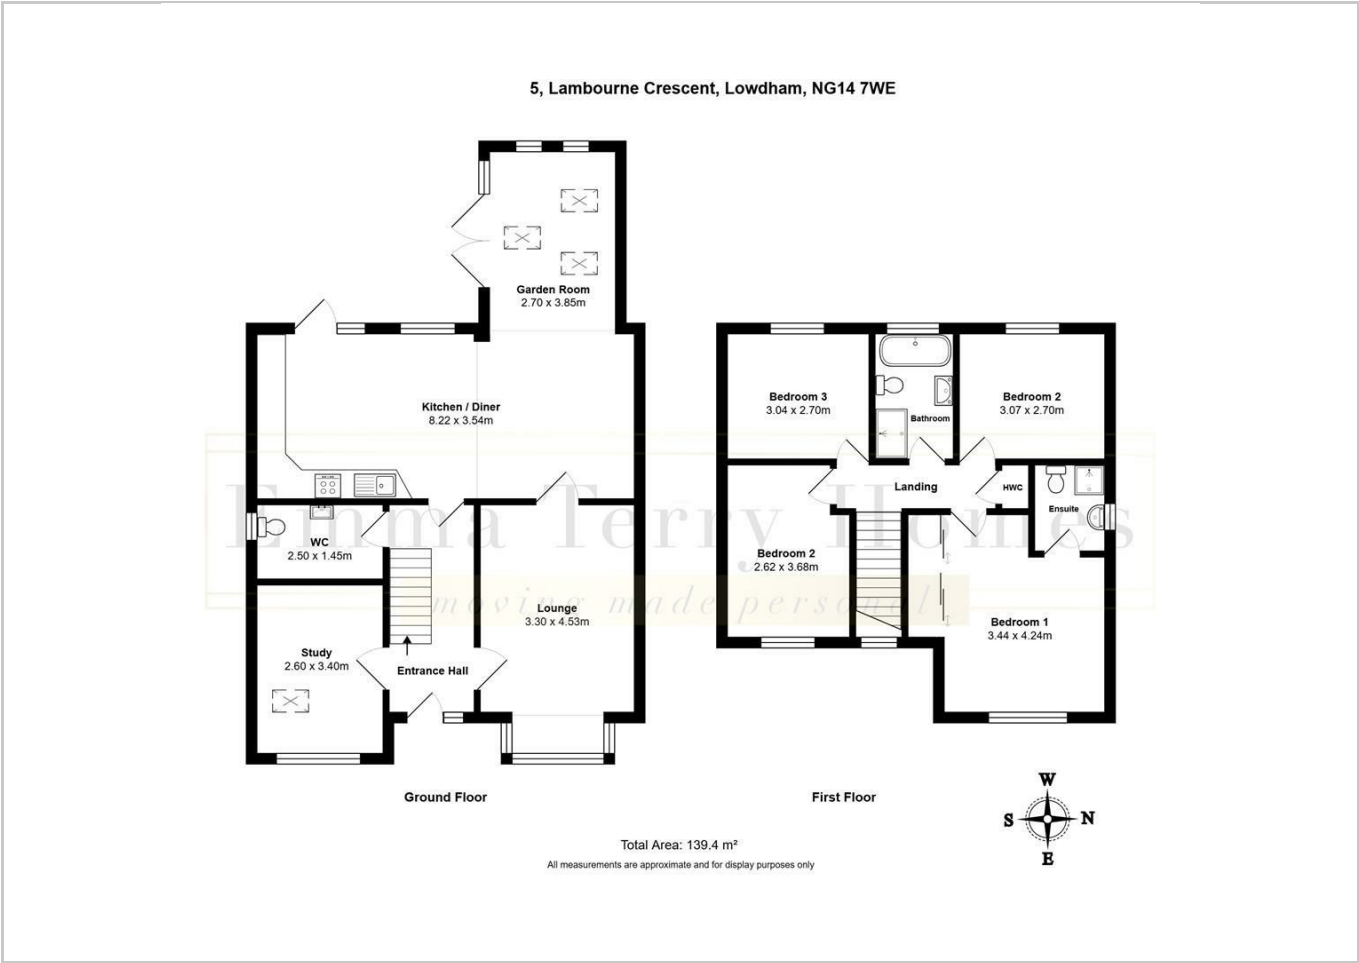 5, Lambourne Crescent, Lowdham, NG14 7WE
Garden Room
2.70 x 3.85m
Kitchen / Diner
8.22 x 3.54m
WC
2.50 x 1.45m
Lounge
3.30 x 4.53m
Study
2.60 x 3.40m
Entrance Hall
Ground Floor
Bedroom 3
3.04 x 2.70m
Bathroom
Bedroom 2
3.07 x 2.70m
Landing
HWC
Ensuite
Bedroom 2
2.62 x 3.68m
Bedroom 1
3.44 x 4.24m
First Floor
Emma Terry Homes
moving made personal
W
S
N
E
Total Area: 139.4 m²
All measurements are approximate and for display purposes only